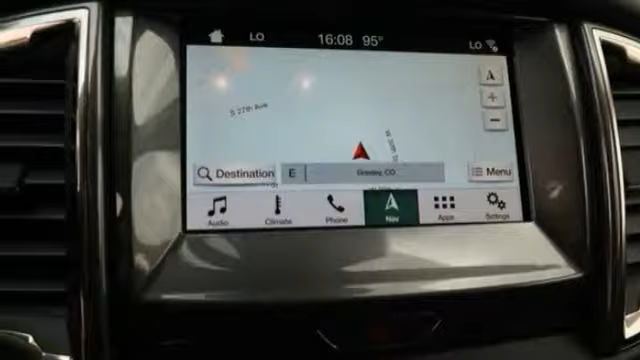 LO 16:08 95° LO
S 27th Ave
Destination E Greeley, CO Menu
Audio Climate Phone Nav Apps Settings